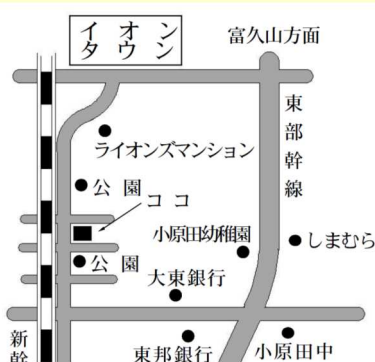 イオン
タウン
富久山方面
東部幹線
ライオンズマンション
公園
ココ
小原田幼稚園
しまむら
公園
大東銀行
新幹
東邦銀行
小原田中